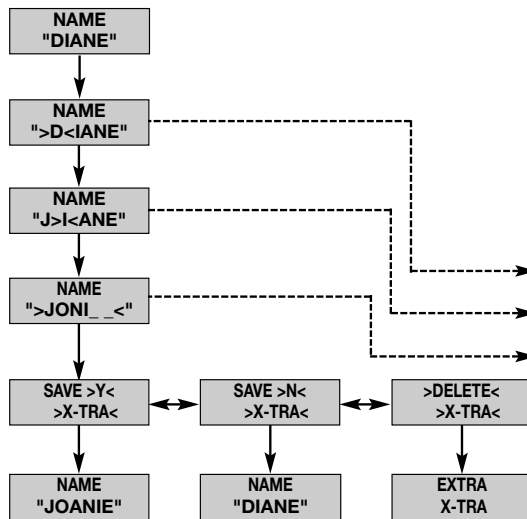 NAME
"DIANE"
NAME
">D<IANE"
NAME
"J>I<ANE"
NAME
">JONI_ _<"
SAVE >Y<
>X-TRA<
SAVE >N<
>X-TRA<
>DELETE<
>X-TRA<
NAME
"JOANIE"
NAME
"DIANE"
EXTRA
X-TRA